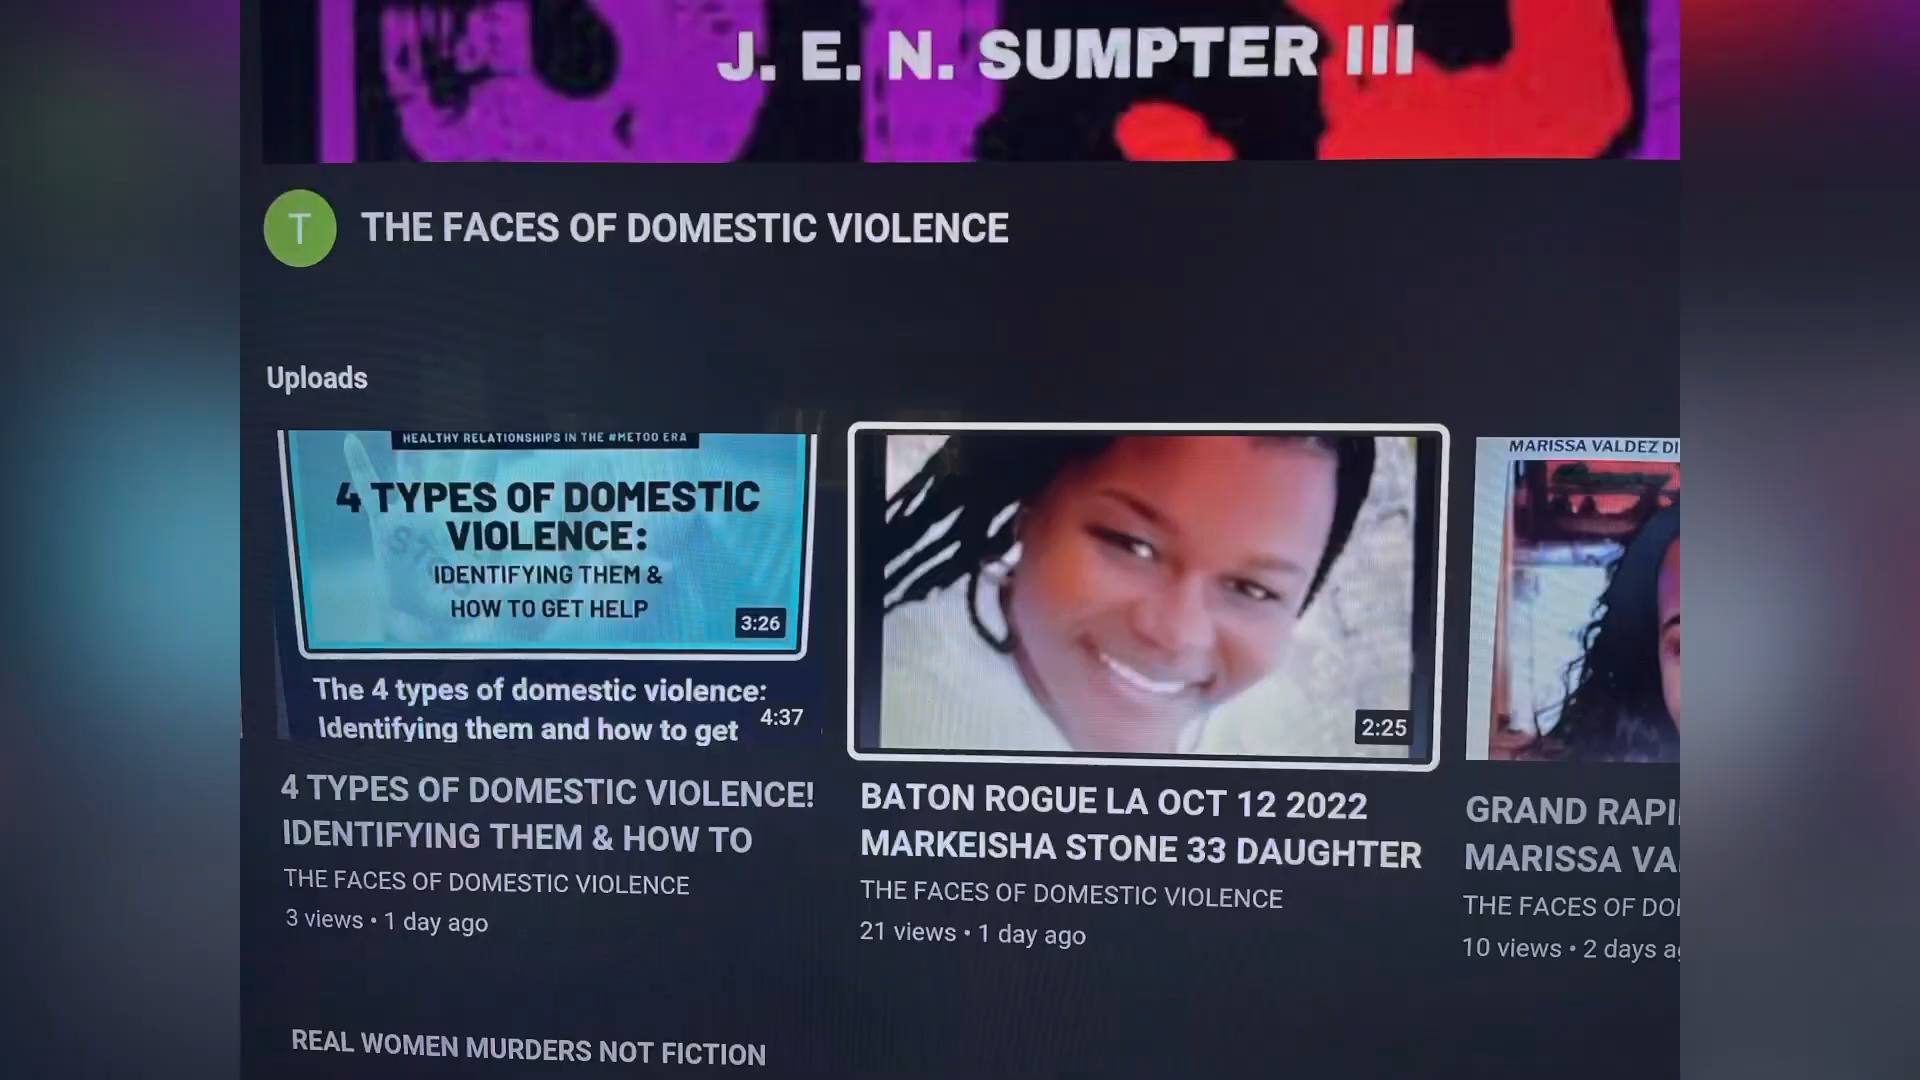 J. E. N. SUMPTER III
T
THE FACES OF DOMESTIC VIOLENCE
Uploads
HEALTHY RELATIONSHIPS IN THE #METOO ERA
4 TYPES OF DOMESTIC
VIOLENCE:
IDENTIFYING THEM &
HOW TO GET HELP
3:26
The 4 types of domestic violence:
Identifying them and how to get
4:37
4 TYPES OF DOMESTIC VIOLENCE!
IDENTIFYING THEM & HOW TO
THE FACES OF DOMESTIC VIOLENCE
3 views • 1 day ago
2:25
BATON ROGUE LA OCT 12 2022
MARKEISHA STONE 33 DAUGHTER
THE FACES OF DOMESTIC VIOLENCE
21 views • 1 day ago
MARISSA VALDEZ DI
GRAND RAPI
MARISSA VA
THE FACES OF DO
10 views • 2 days a
REAL WOMEN MURDERS NOT FICTION